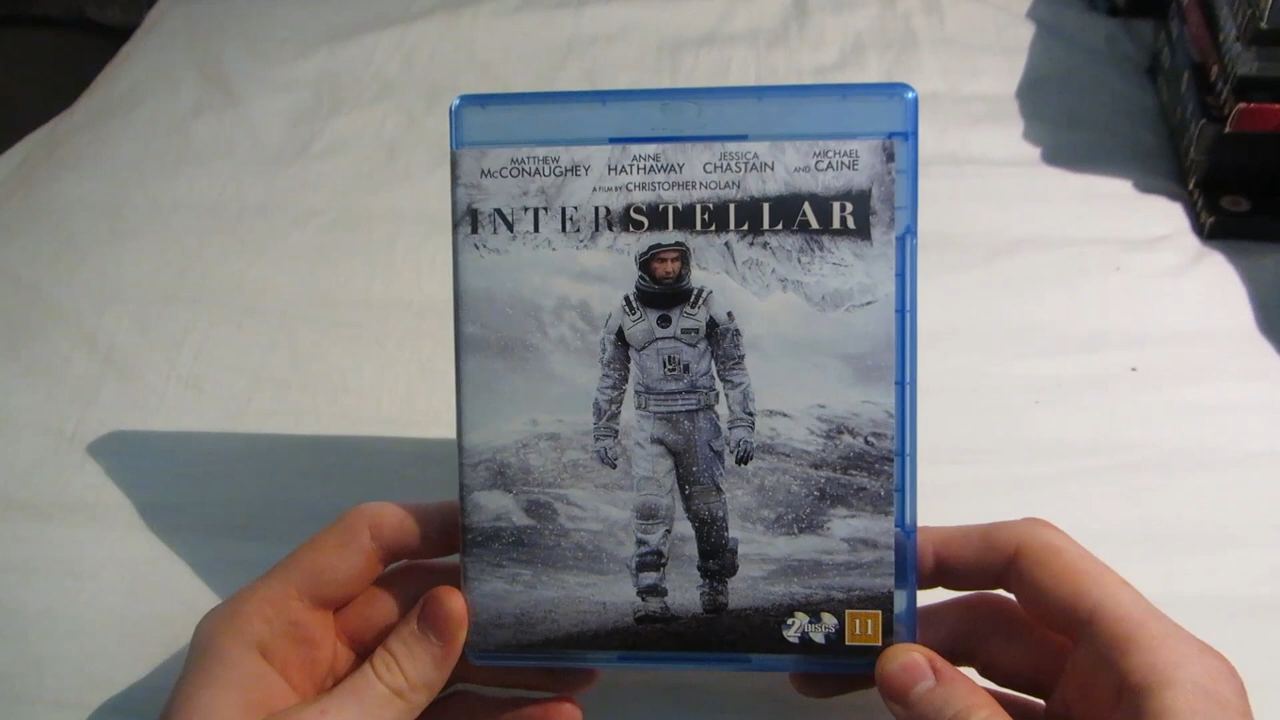 MATTHEW McCONAUGHEY ANNE HATHAWAY JESSICA CHASTAIN AND MICHAEL CAINE
A FILM BY CHRISTOPHER NOLAN
INTERSTELLAR
2 DISCS 11